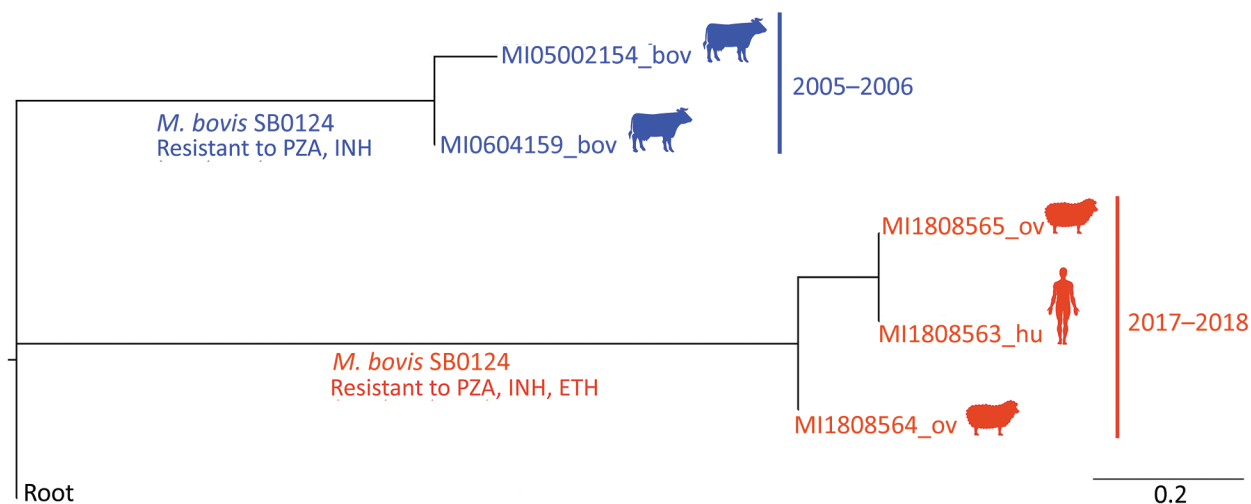 MI05002154_bov
2005–2006
M. bovis SB0124
Resistant to PZA, INH
MI0604159_bov
MI1808565_ov
MI1808563_hu
2017–2018
M. bovis SB0124
Resistant to PZA, INH, ETH
MI1808564_ov
Root
0.2